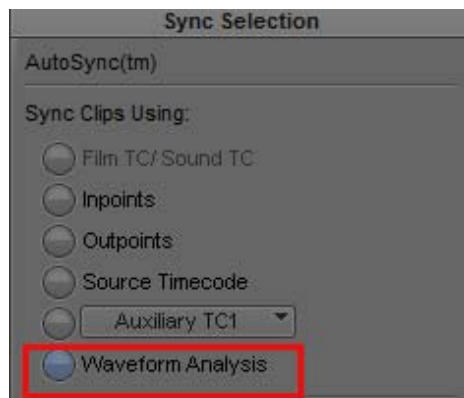 Sync Selection
AutoSync(tm)
Sync Clips Using:
Film TC/ Sound TC
Inpoints
Outpoints
Source Timecode
Auxiliary TC1
Waveform Analysis